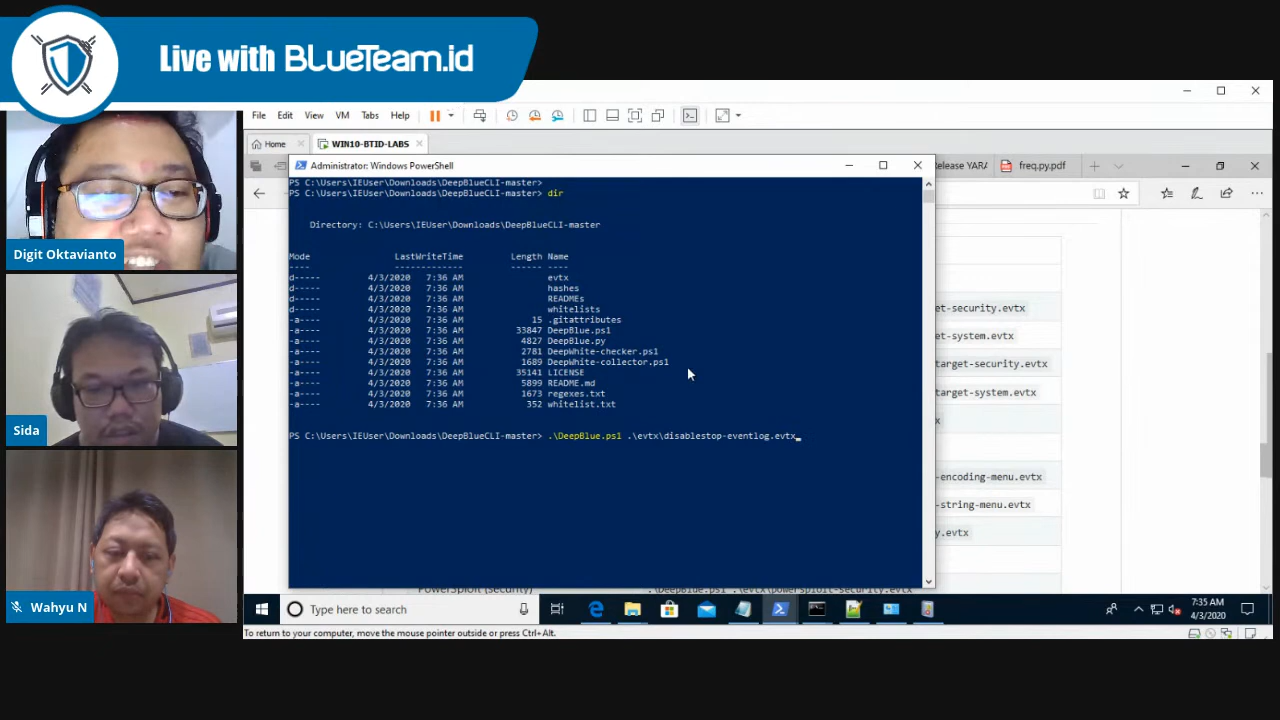 Live with BLUETEAM.id
Digit Oktavianto
Sida
Wahyu N
File Edit View VM Tabs Help
Home
WIN10-BTID-LABS
Administrator: Windows PowerShell
elease YARA
freq.py.pdf
PS C:\Users\IEUser\Downloads\DeepBlueCLI-master>
PS C:\Users\IEUser\Downloads\DeepBlueCLI-master> dir
Directory: C:\Users\IEUser\Downloads\DeepBlueCLI-master
Mode LastWriteTime Length Name
---- ------------- ------ ----
d----- 4/3/2020 7:36 AM evtx
d----- 4/3/2020 7:36 AM hashes
d----- 4/3/2020 7:36 AM READMEs
d----- 4/3/2020 7:36 AM whitelists
-a---- 4/3/2020 7:36 AM 15 .gitattributes
-a---- 4/3/2020 7:36 AM 33847 DeepBlue.ps1
-a---- 4/3/2020 7:36 AM 4827 DeepBlue.py
-a---- 4/3/2020 7:36 AM 2781 DeepWhite-checker.ps1
-a---- 4/3/2020 7:36 AM 1689 DeepWhite-collector.ps1
-a---- 4/3/2020 7:36 AM 35141 LICENSE
-a---- 4/3/2020 7:36 AM 5899 README.md
-a---- 4/3/2020 7:36 AM 1673 regexes.txt
-a---- 4/3/2020 7:36 AM 352 whitelist.txt
PS C:\Users\IEUser\Downloads\DeepBlueCLI-master> .\DeepBlue.ps1 .\evtx\disablestop-eventlog.evtx_
et-security.evtx
et-system.evtx
target-security.evtx
et-system.evtx
x
-encoding-menu.evtx
-string-menu.evtx
y.evtx
PowerSploit (security) .\DeepBlue.ps1 .\evtx\powersploit-security.evtx
Type here to search
7:35 AM
4/3/2020
To return to your computer, move the mouse pointer outside or press Ctrl+Alt.